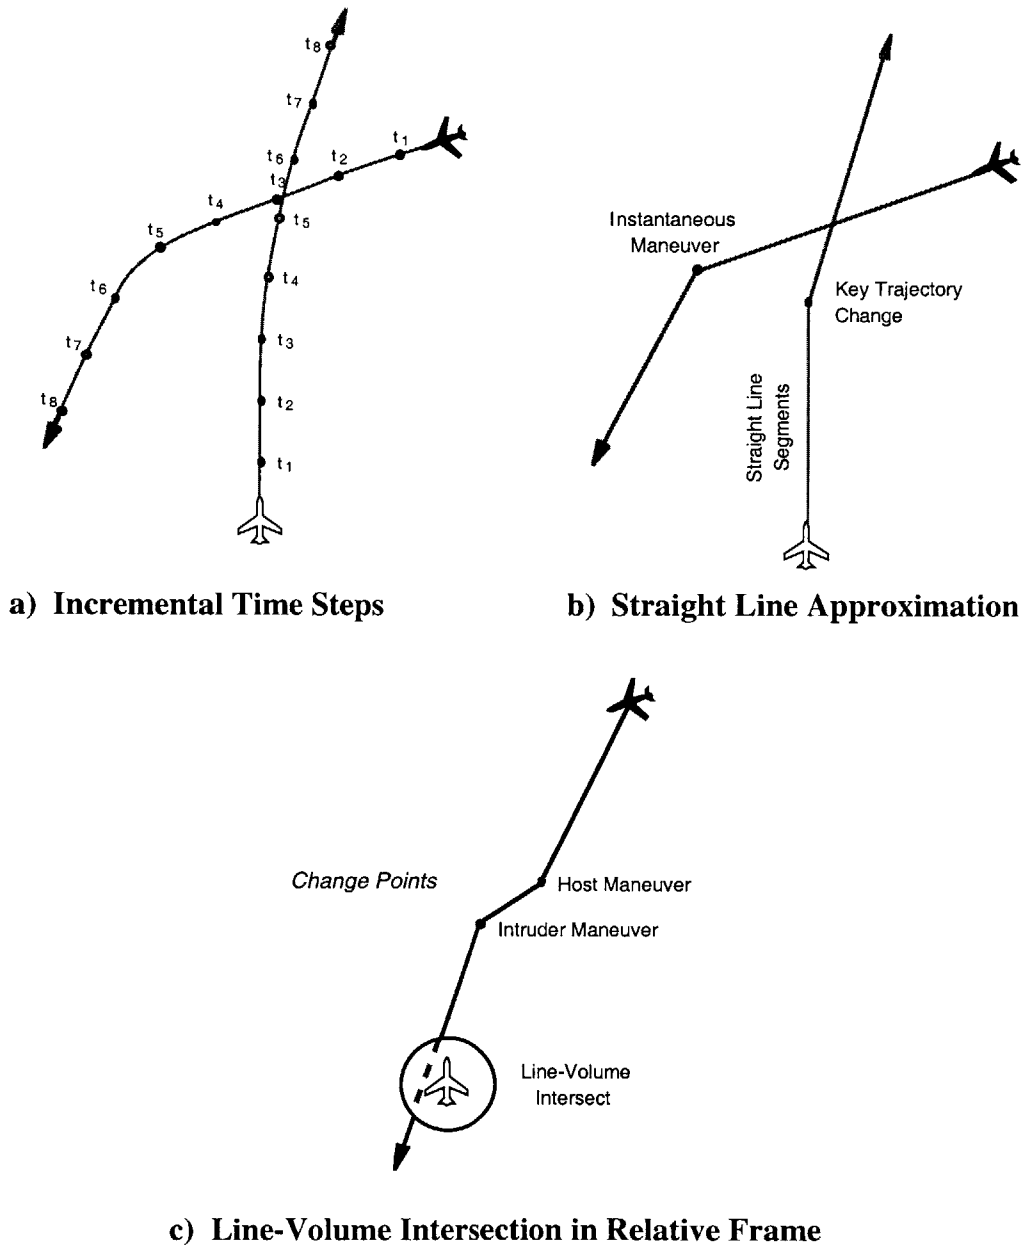 t8
t7
t6
t1
t2
t3
t4
t5
t5
t6
t4
t7
t3
t8
t2
t1
Instantaneous
Maneuver
Key Trajectory
Change
Straight Line
Segments
a) Incremental Time Steps
b) Straight Line Approximation
Change Points
Host Maneuver
Intruder Maneuver
Line-Volume
Intersect
c) Line-Volume Intersection in Relative Frame